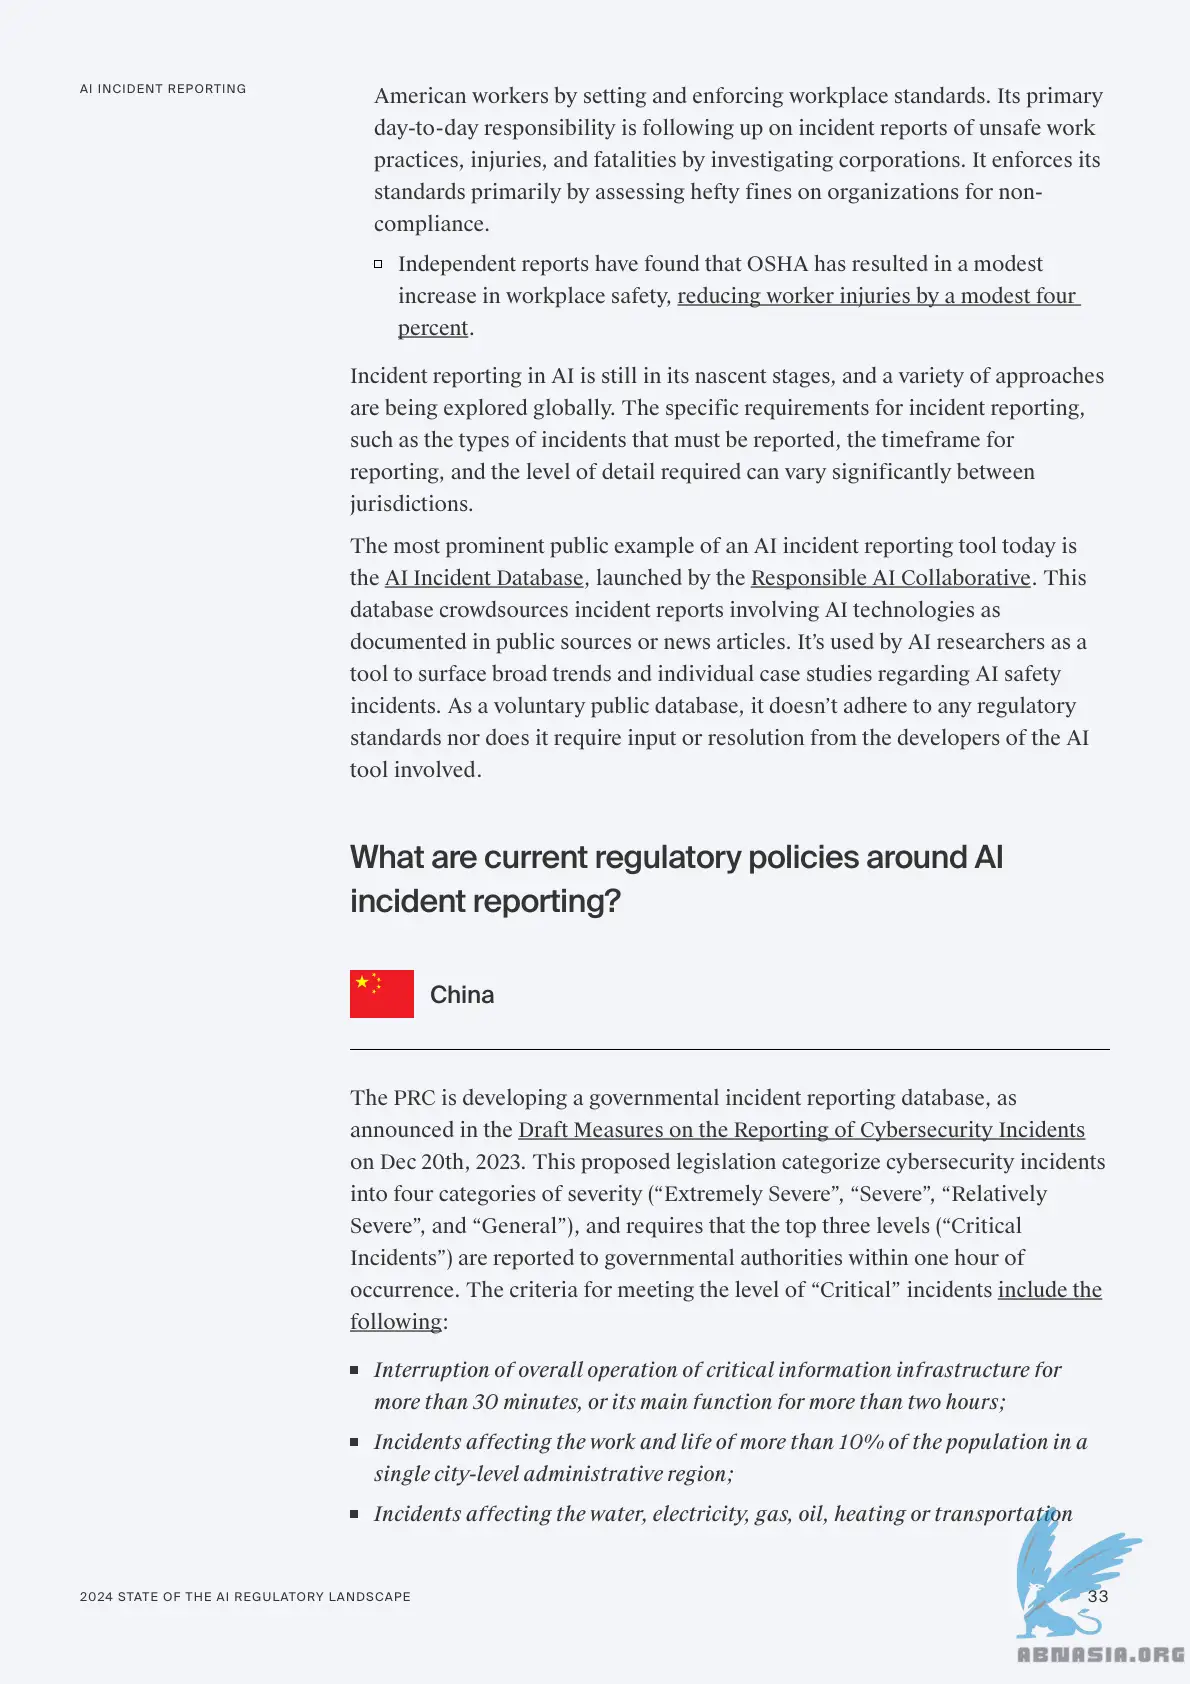 AI INCIDENT REPORTING
American workers by setting and enforcing workplace standards. Its primary
day-to-day responsibility is following up on incident reports of unsafe work
practices, injuries, and fatalities by investigating corporations. It enforces its
standards primarily by assessing hefty fines on organizations for non-
compliance.
Independent reports have found that OSHA has resulted in a modest
increase in workplace safety, reducing worker injuries by a modest four
percent.
Incident reporting in AI is still in its nascent stages, and a variety of approaches
are being explored globally. The specific requirements for incident reporting,
such as the types of incidents that must be reported, the timeframe for
reporting, and the level of detail required can vary significantly between
jurisdictions.
The most prominent public example of an AI incident reporting tool today is
the AI Incident Database, launched by the Responsible AI Collaborative. This
database crowdsources incident reports involving AI technologies as
documented in public sources or news articles. It’s used by AI researchers as a
tool to surface broad trends and individual case studies regarding AI safety
incidents. As a voluntary public database, it doesn’t adhere to any regulatory
standards nor does it require input or resolution from the developers of the AI
tool involved.
What are current regulatory policies around AI
incident reporting?
China
The PRC is developing a governmental incident reporting database, as
announced in the Draft Measures on the Reporting of Cybersecurity Incidents
on Dec 20th, 2023. This proposed legislation categorize cybersecurity incidents
into four categories of severity (“Extremely Severe”, “Severe”, “Relatively
Severe”, and “General”), and requires that the top three levels (“Critical
Incidents”) are reported to governmental authorities within one hour of
occurrence. The criteria for meeting the level of “Critical” incidents include the
following:
Interruption of overall operation of critical information infrastructure for
more than 30 minutes, or its main function for more than two hours;
Incidents affecting the work and life of more than 10% of the population in a
single city-level administrative region;
Incidents affecting the water, electricity, gas, oil, heating or transportation
2024 STATE OF THE AI REGULATORY LANDSCAPE
33
ABNASIA.ORG